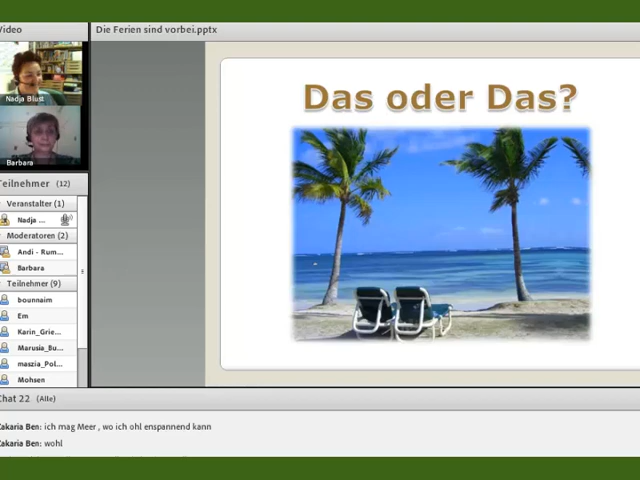 Video
Nadja Blust
Barbara
Teilnehmer (12)
Veranstalter (1)
Nadja ...
Moderatoren (2)
Andi - Rum...
Barbara
Teilnehmer (9)
bounnaim
Em
Karin_Grie...
Marusia_Bu...
maszia_Pol...
Mohsen
Die Ferien sind vorbei.pptx
Das oder Das?
Chat 22 (Alle)
Zakaria Ben: ich mag Meer , wo ich ohl enspannend kann
Zakaria Ben: wohl